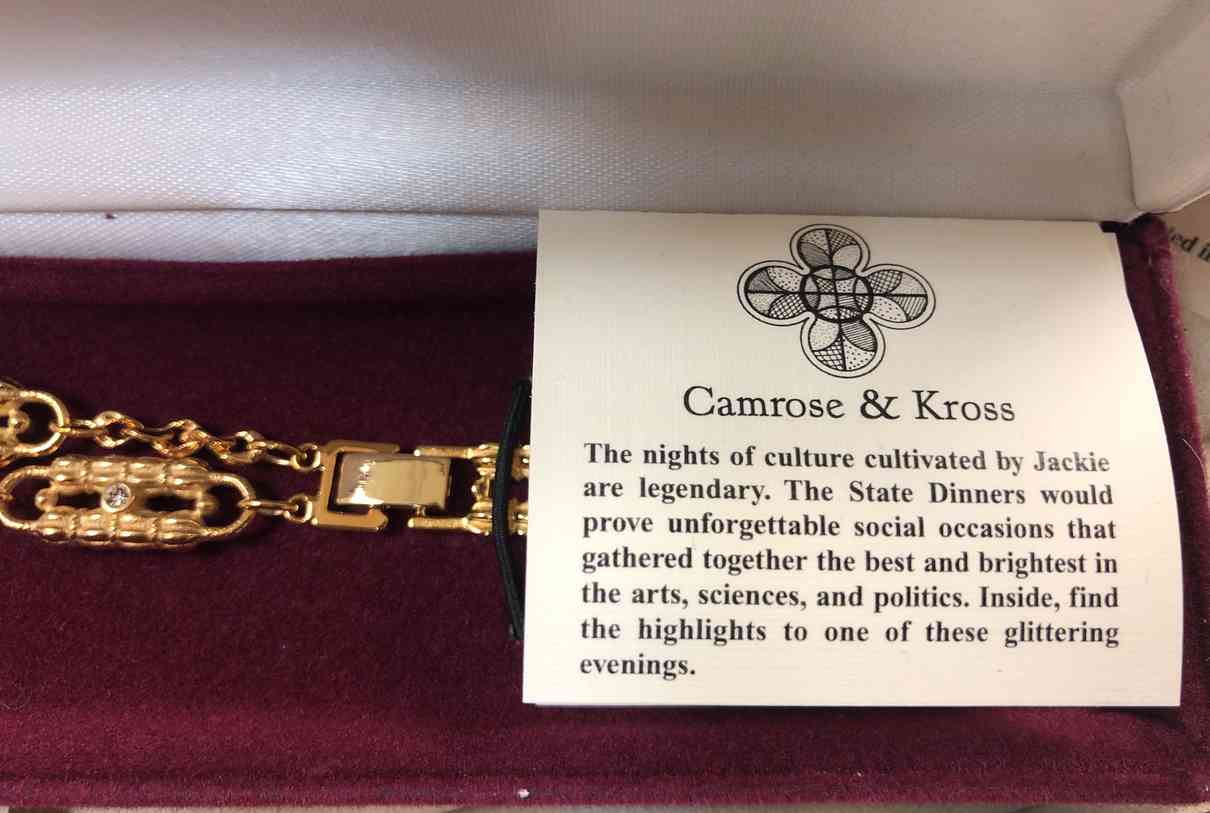 Camrose & Kross
The nights of culture cultivated by Jackie
are legendary. The State Dinners would
prove unforgettable social occasions that
gathered together the best and brightest in
the arts, sciences, and politics. Inside, find
the highlights to one of these glittering
evenings.